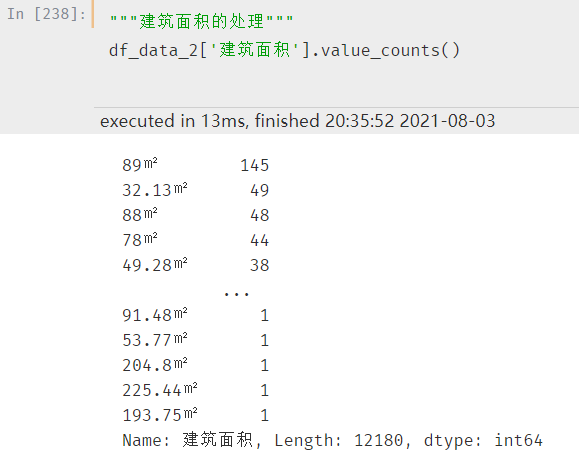 In [238]:
"""建筑面积的处理"""
df_data_2['建筑面积'].value_counts()
executed in 13ms, finished 20:35:52 2021-08-03
89㎡ 145
32.13㎡ 49
88㎡ 48
78㎡ 44
49.28㎡ 38
...
91.48㎡ 1
53.77㎡ 1
204.8㎡ 1
225.44㎡ 1
193.75㎡ 1
Name: 建筑面积, Length: 12180, dtype: int64